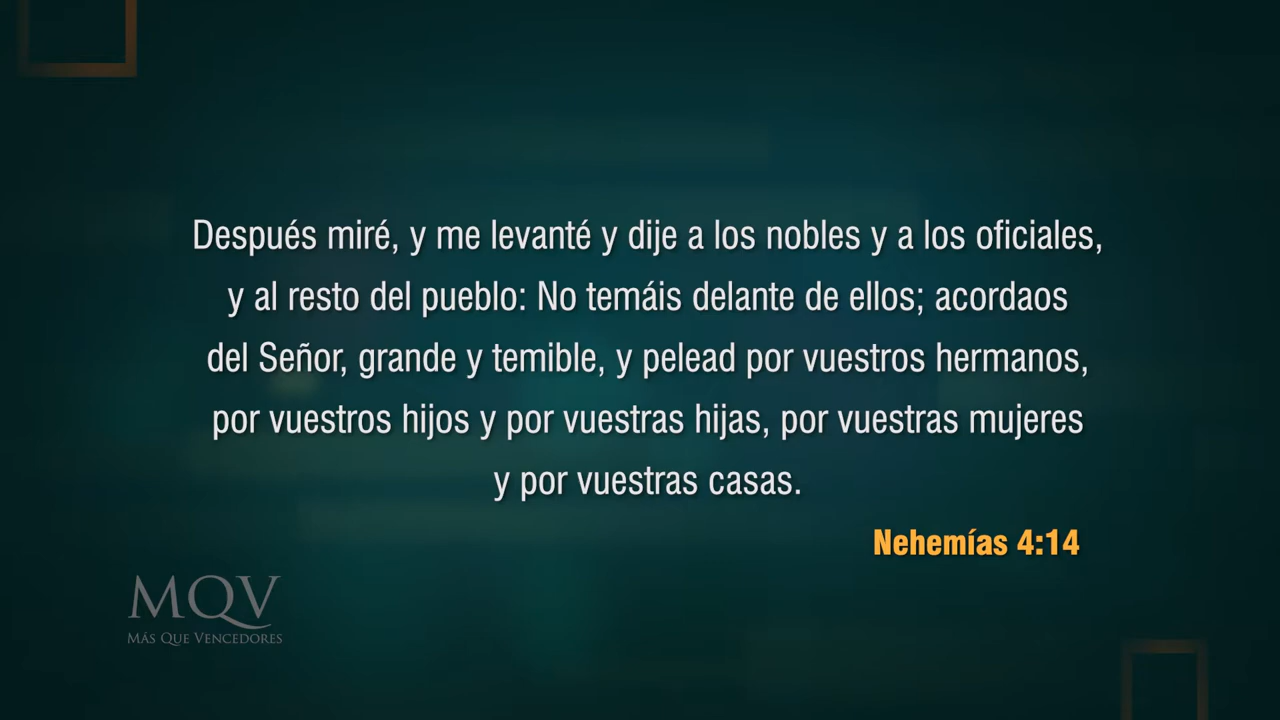 Después miré, y me levanté y dije a los nobles y a los oficiales,
y al resto del pueblo: No temáis delante de ellos; acordaos
del Señor, grande y temible, y pelead por vuestros hermanos,
por vuestros hijos y por vuestras hijas, por vuestras mujeres
y por vuestras casas.
Nehemías 4:14
MQV
MÁS QUE VENCEDORES